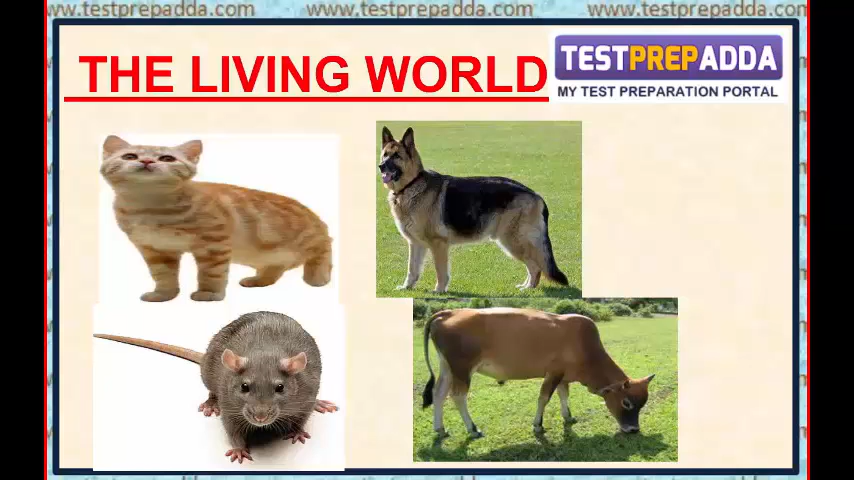 www.testprepadda.com www.testprepadda.com www.testprepadda.com
THE LIVING WORLD
TESTPREPADDA
MY TEST PREPARATION PORTAL